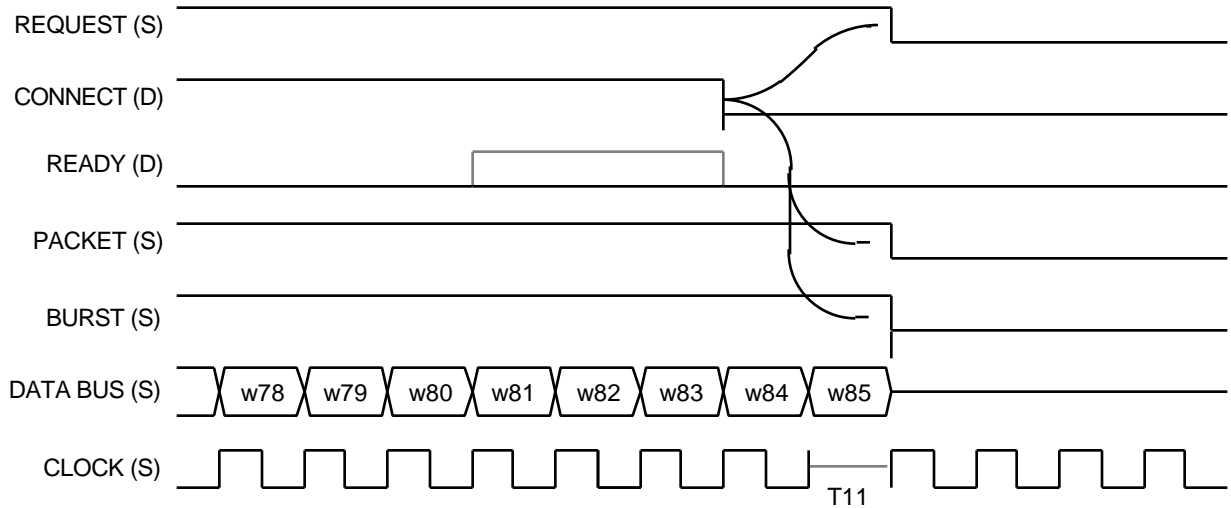 REQUEST (S)
CONNECT (D)
READY (D)
PACKET (S)
BURST (S)
DATA BUS (S) w78 w79 w80 w81 w82 w83 w84 w85
CLOCK (S)
T11